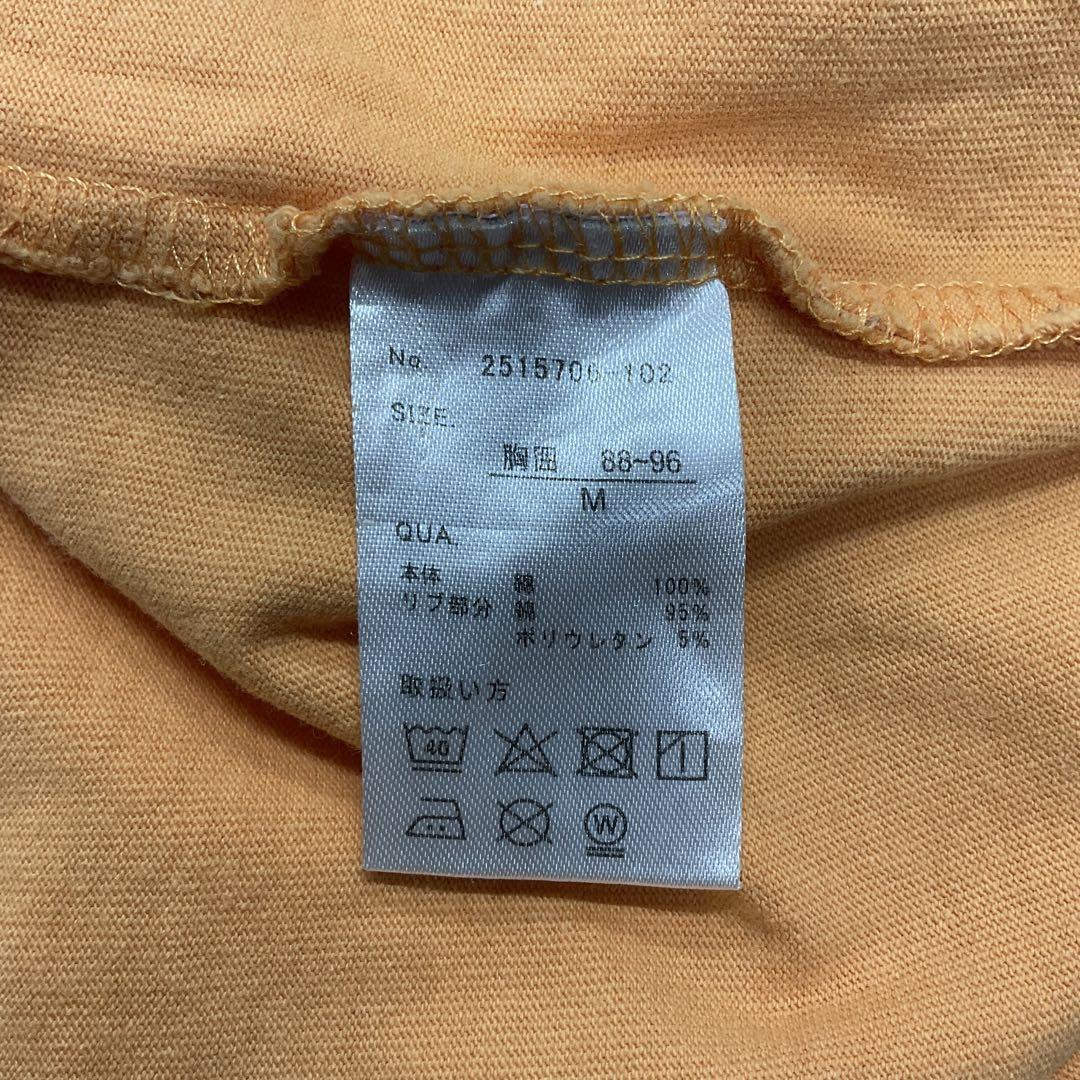 No. 2515706-102
SIZE.
胸囲 88~96
M
QUA.
本体 綿 100%
リブ部分 綿 95%
ポリウレタン 5%
取扱い方
40
W